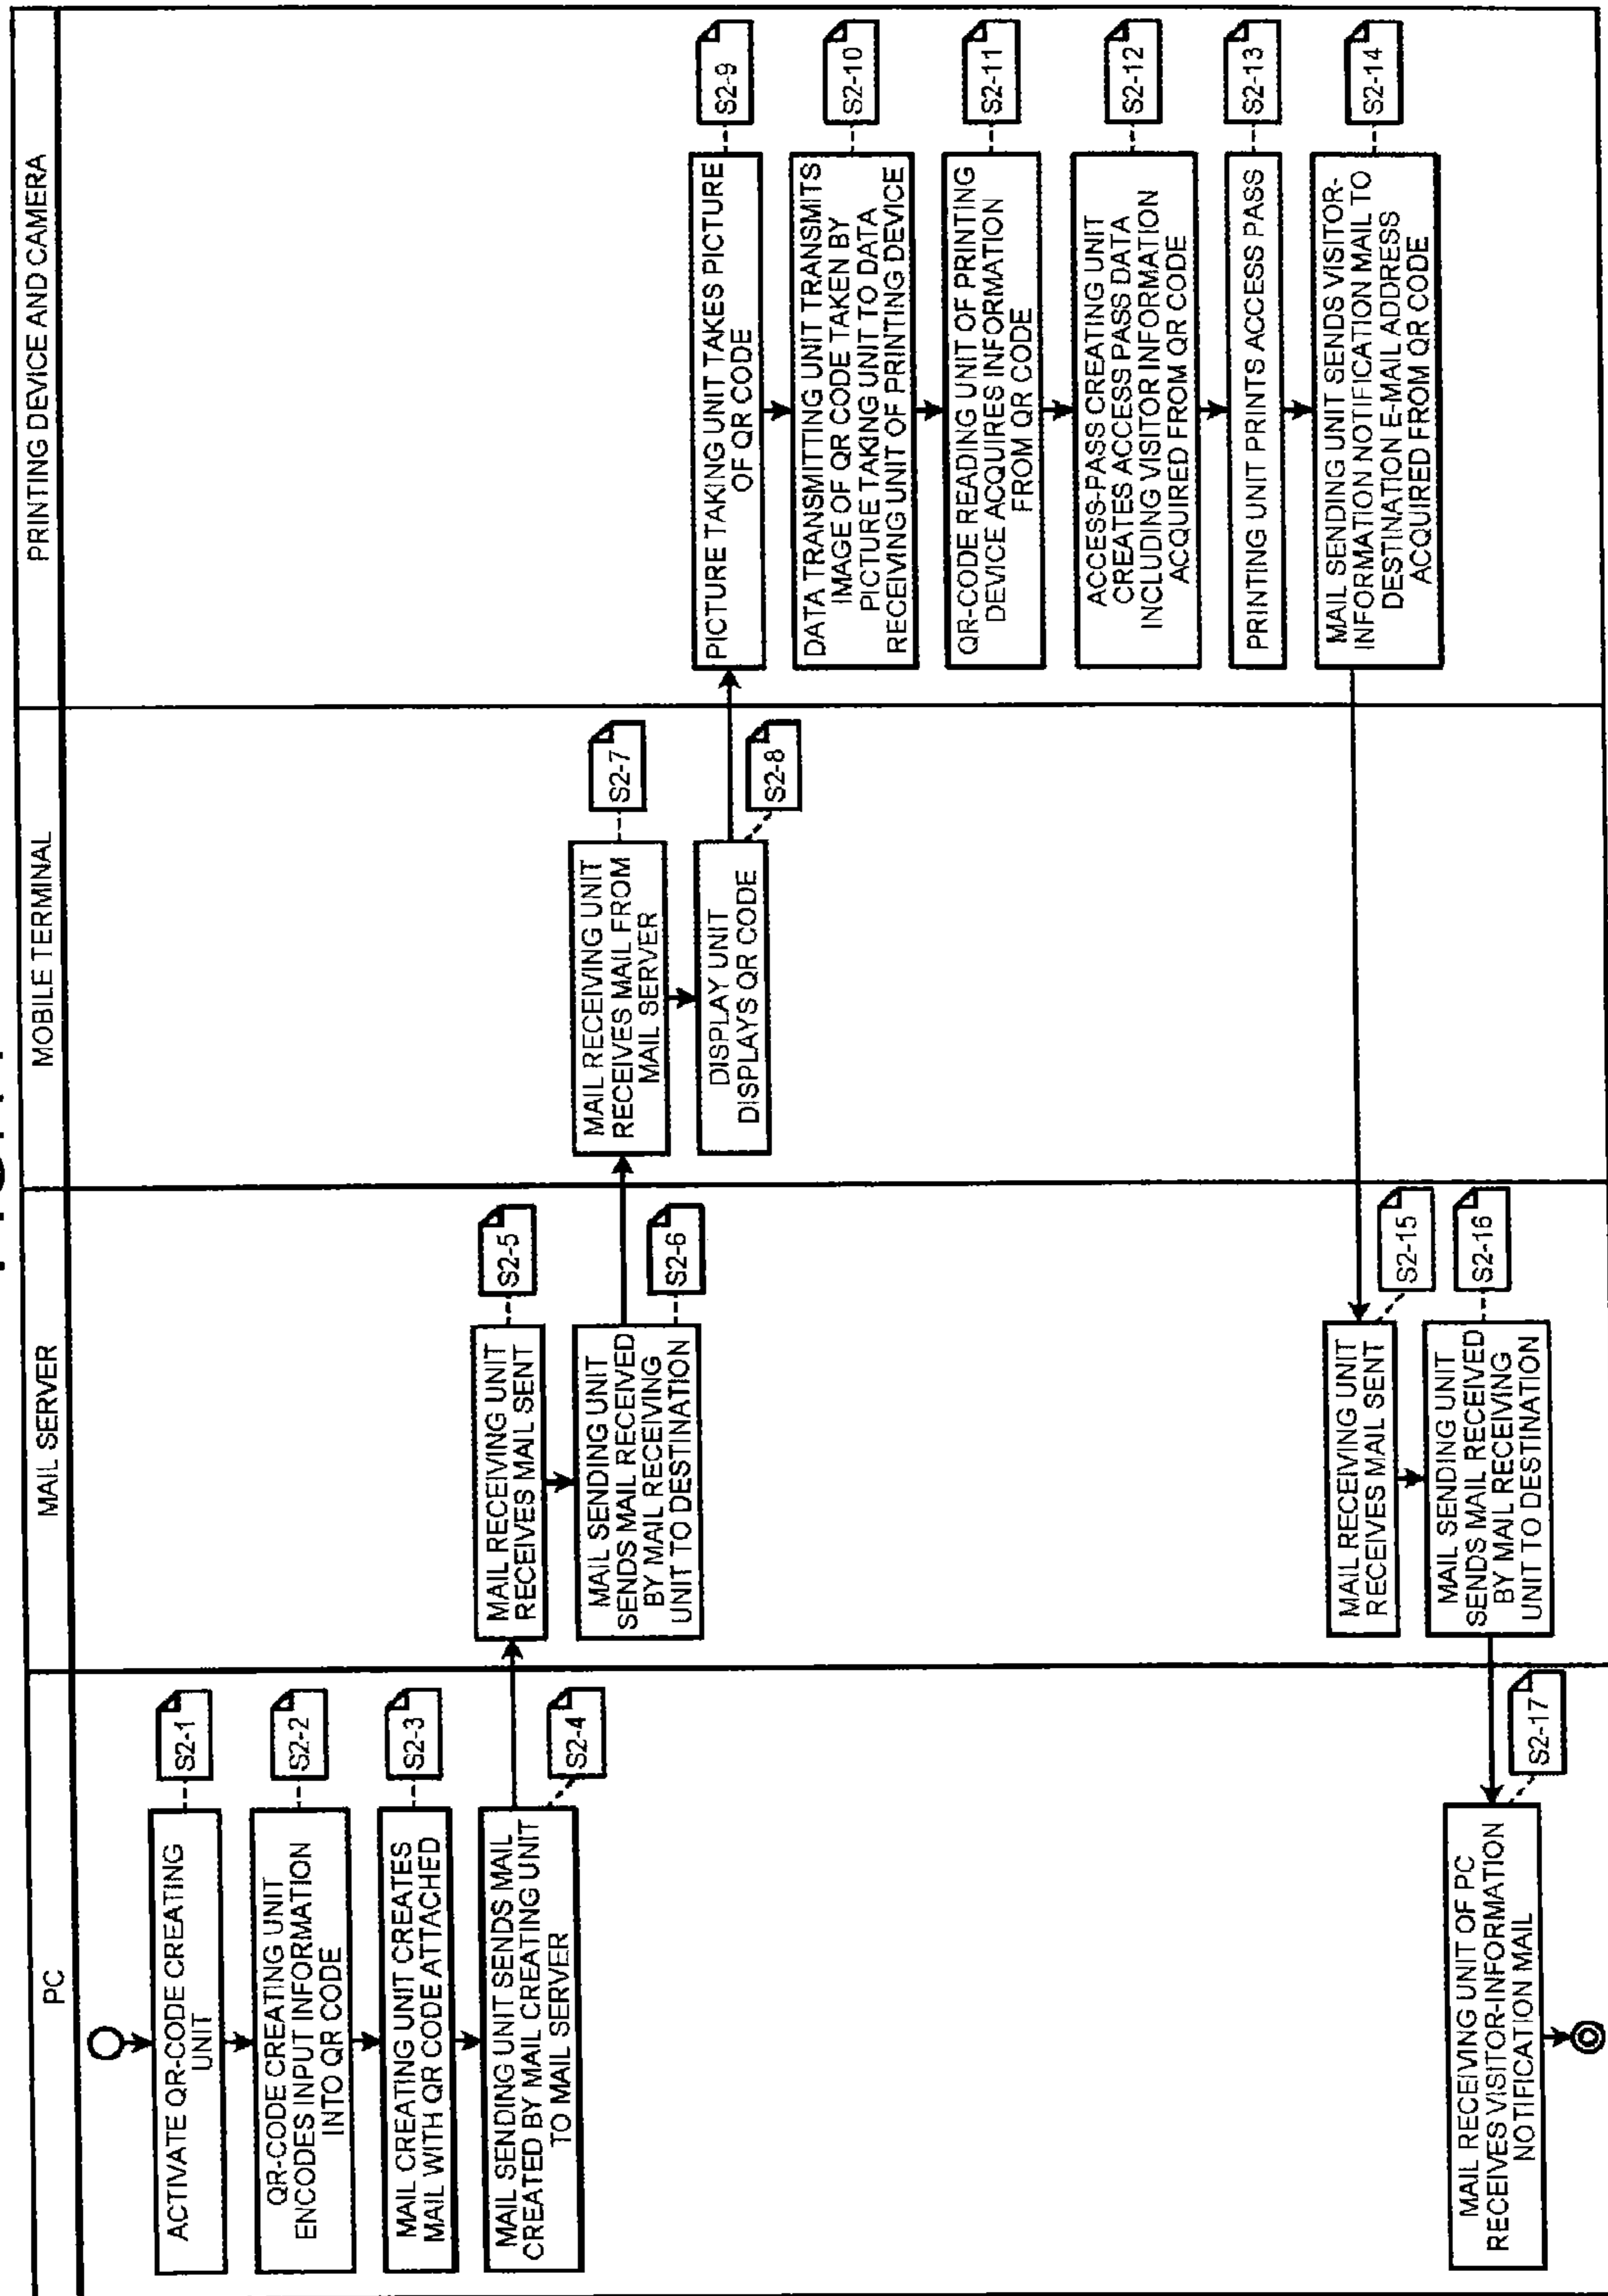 PC
MAIL SERVER
MOBILE TERMINAL
PRINTING DEVICE AND CAMERA
ACTIVATE QR-CODE CREATING
UNIT
S2-1
QR-CODE CREATING UNIT
ENCODES INPUT INFORMATION
INTO QR CODE
S2-2
MAIL CREATING UNIT CREATES
MAIL WITH QR CODE ATTACHED
S2-3
MAIL SENDING UNIT SENDS MAIL
CREATED BY MAIL CREATING UNIT
TO MAIL SERVER
S2-4
MAIL RECEIVING UNIT
RECEIVES MAIL SENT
S2-5
MAIL SENDING UNIT
SENDS MAIL RECEIVED
BY MAIL RECEIVING
UNIT TO DESTINATION
S2-6
MAIL RECEIVING UNIT
RECEIVES MAIL FROM
MAIL SERVER
S2-7
DISPLAY UNIT
DISPLAYS QR CODE
S2-8
PICTURE TAKING UNIT TAKES PICTURE
OF QR CODE
S2-9
DATA TRANSMITTING UNIT TRANSMITS
IMAGE OF QR CODE TAKEN BY
PICTURE TAKING UNIT TO DATA
RECEIVING UNIT OF PRINTING DEVICE
S2-10
QR-CODE READING UNIT OF PRINTING
DEVICE ACQUIRES INFORMATION
FROM QR CODE
S2-11
ACCESS-PASS CREATING UNIT
CREATES ACCESS PASS DATA
INCLUDING VISITOR INFORMATION
ACQUIRED FROM QR CODE
S2-12
PRINTING UNIT PRINTS ACCESS PASS
S2-13
MAIL SENDING UNIT SENDS VISITOR-
INFORMATION NOTIFICATION MAIL TO
DESTINATION E-MAIL ADDRESS
ACQUIRED FROM QR CODE
S2-14
MAIL RECEIVING UNIT
RECEIVES MAIL SENT
S2-15
MAIL SENDING UNIT
SENDS MAIL RECEIVED
BY MAIL RECEIVING
UNIT TO DESTINATION
S2-16
MAIL RECEIVING UNIT OF PC
RECEIVES VISITOR-INFORMATION
NOTIFICATION MAIL
S2-17